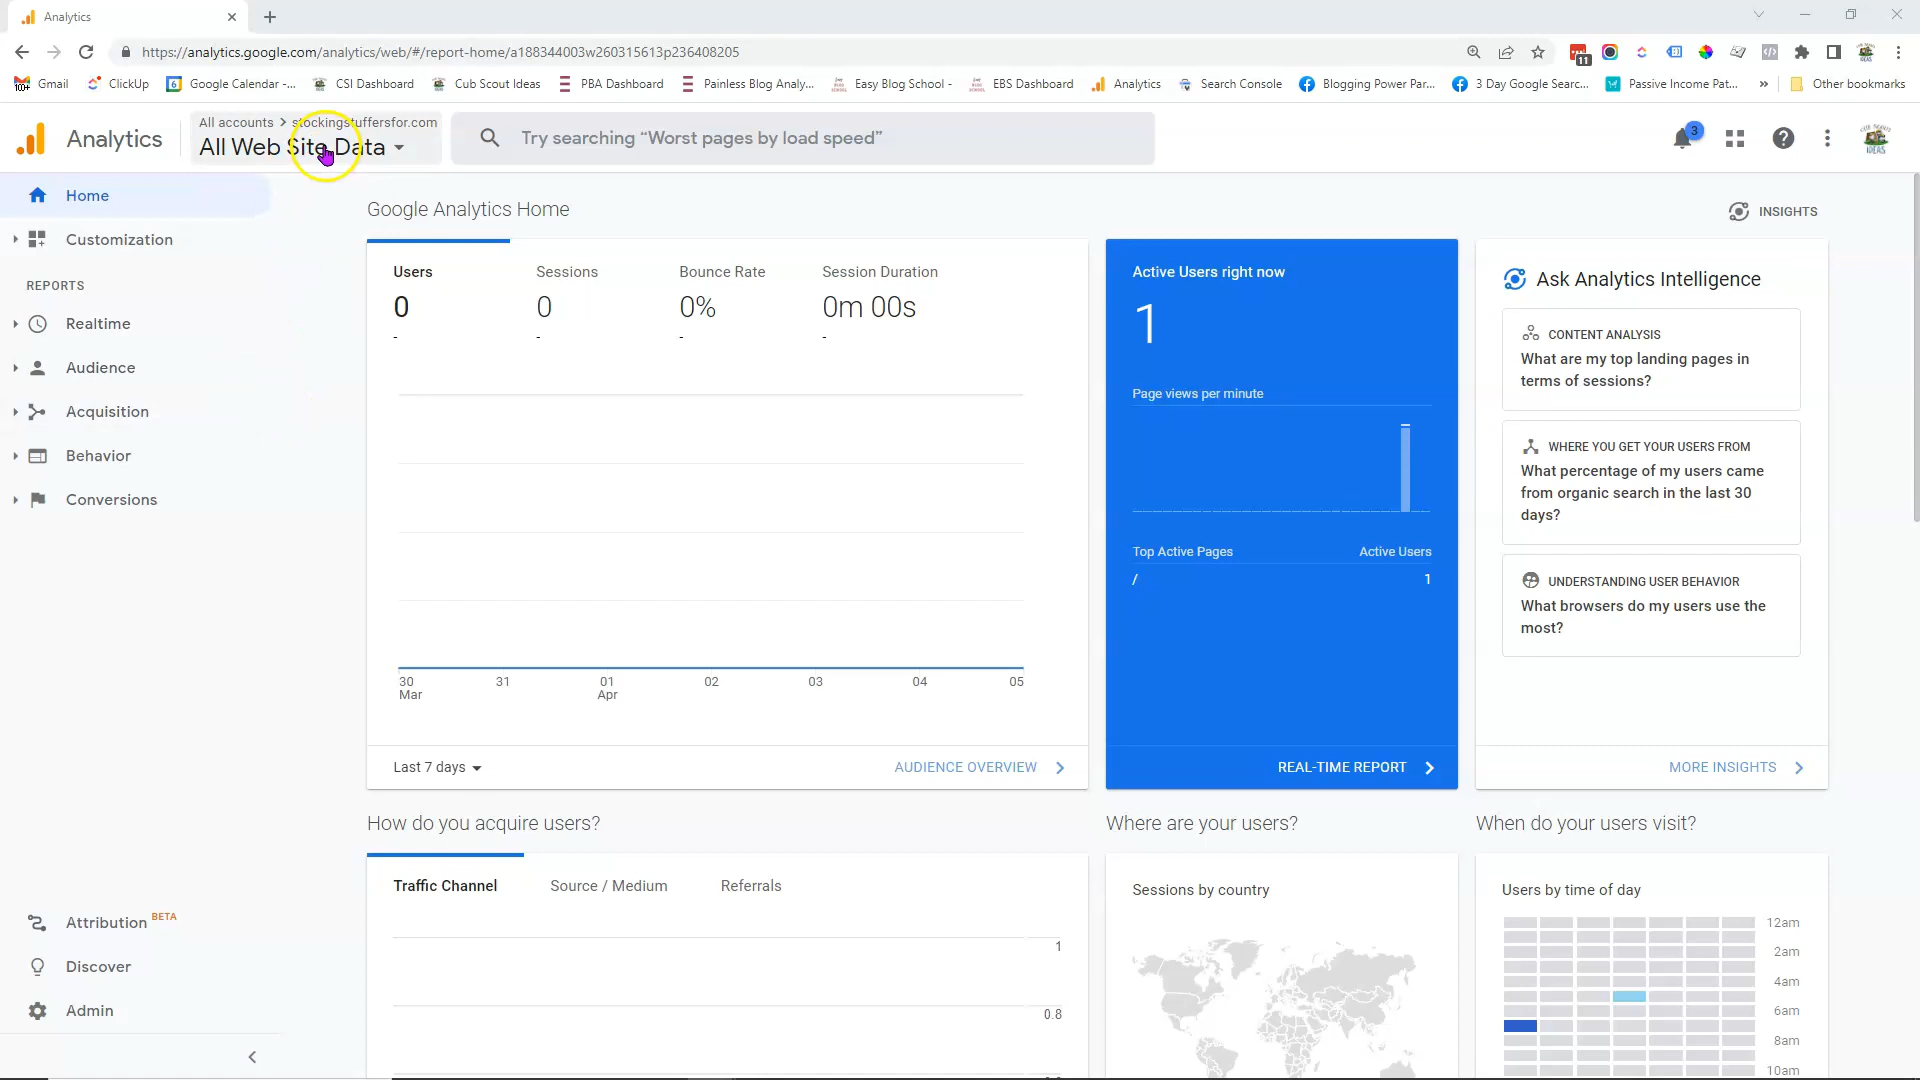 Analytics
https://analytics.google.com/analytics/web/#/report-home/a188344003w260315613p236408205
11
Gmail
ClickUp
Google Calendar -...
CSI Dashboard
Cub Scout Ideas
PBA Dashboard
Painless Blog Analy...
Easy Blog School -
EBS Dashboard
Analytics
Search Console
Blogging Power Par...
3 Day Google Searc...
Passive Income Pat...
»
Other bookmarks
Analytics
All accounts > stockingstuffersfor.com
All Web Site Data
Try searching “Worst pages by load speed”
3
Home
Customization
REPORTS
Realtime
Audience
Acquisition
Behavior
Conversions
Attribution BETA
Discover
Admin
Google Analytics Home
INSIGHTS
Users
0
-
Sessions
0
-
Bounce Rate
0%
-
Session Duration
0m 00s
-
30
Mar
31
01
Apr
02
03
04
05
Last 7 days
AUDIENCE OVERVIEW
Active Users right now
1
Page views per minute
Top Active Pages
Active Users
/
1
REAL-TIME REPORT
Ask Analytics Intelligence
CONTENT ANALYSIS
What are my top landing pages in
terms of sessions?
WHERE YOU GET YOUR USERS FROM
What percentage of my users came
from organic search in the last 30
days?
UNDERSTANDING USER BEHAVIOR
What browsers do my users use the
most?
MORE INSIGHTS
How do you acquire users?
Traffic Channel
Source / Medium
Referrals
1
0.8
Where are your users?
Sessions by country
When do your users visit?
Users by time of day
12am
2am
4am
6am
8am
10am